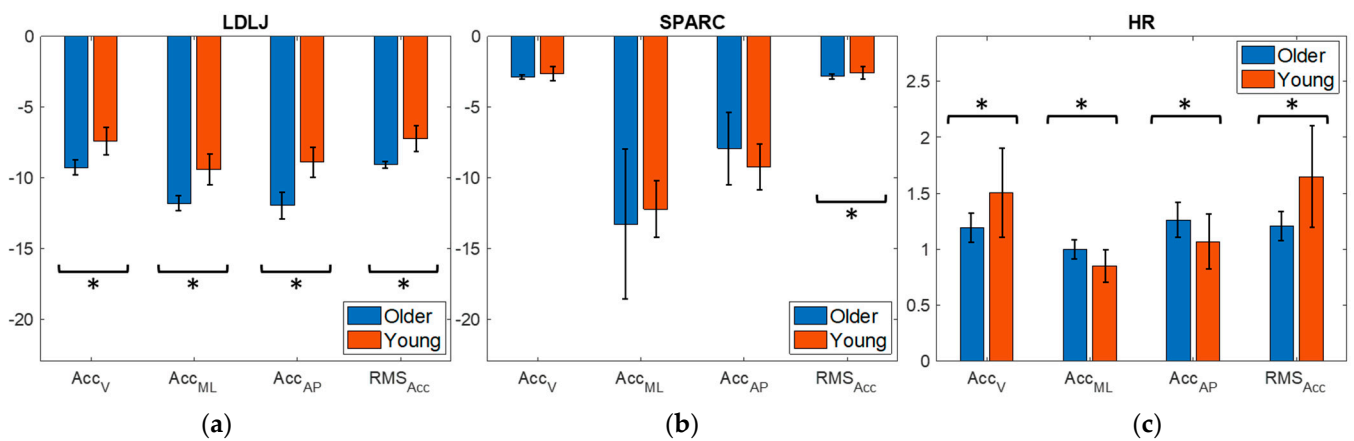 LDLJ
0
-5
-10
-15
-20
* * * *
Older
Young
AccV AccML AccAP RMSAcc
(a)
SPARC
0
-5
-10
-15
-20
*
Older
Young
AccV AccML AccAP RMSAcc
(b)
HR
2.5
2
1.5
1
0.5
0
* * * *
Older
Young
AccV AccML AccAP RMSAcc
(c)